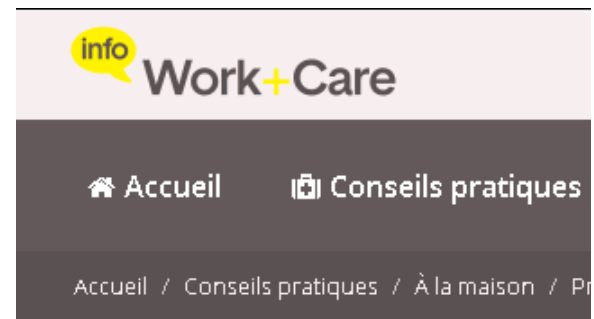 info
Work+Care
Accueil Conseils pratiques
Accueil / Conseils pratiques / À la maison /